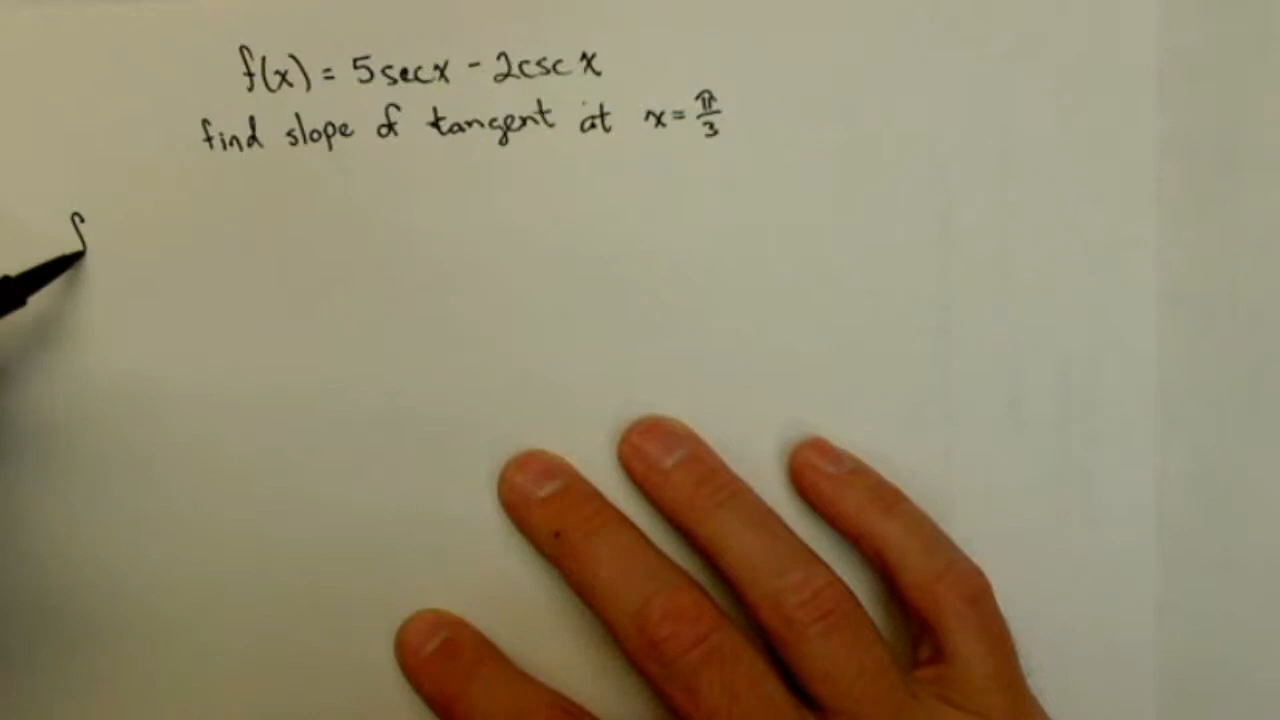 f(x) = 5secx - 2cscx
find slope of tangent at x = π/3